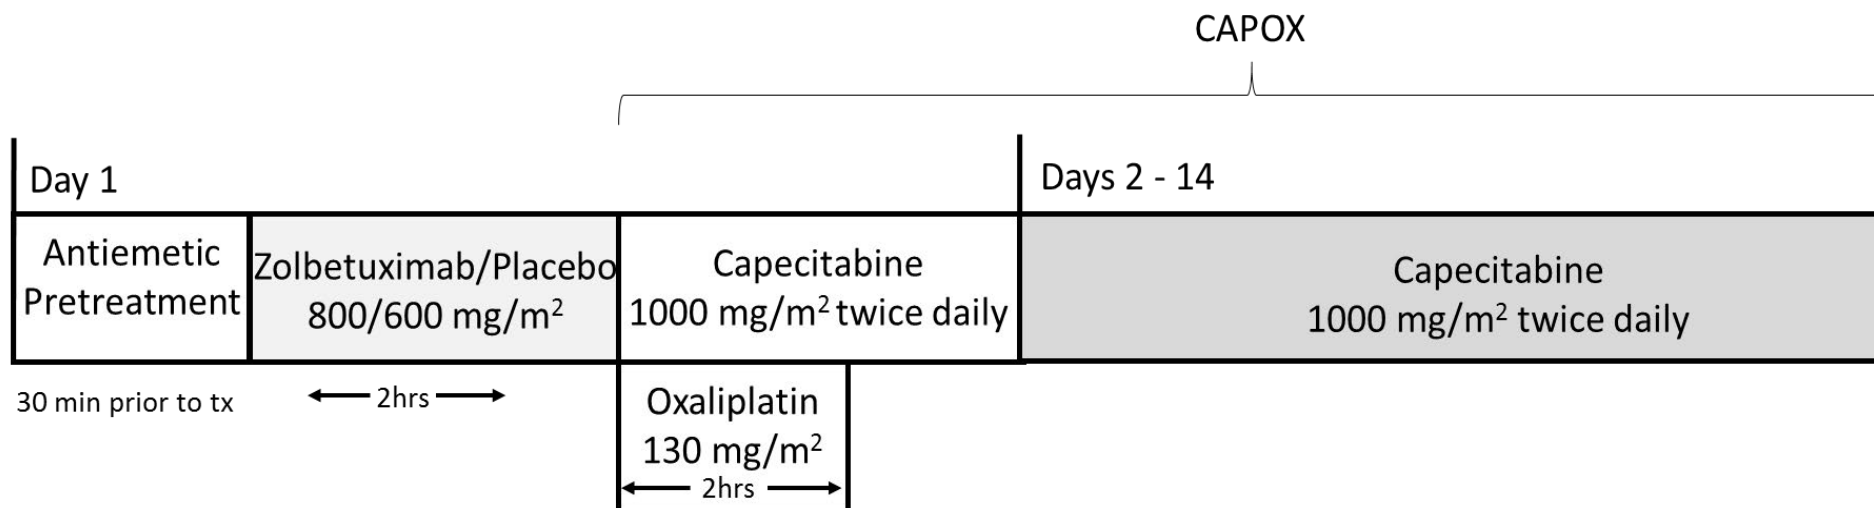 CAPOX
Day 1
Days 2 - 14
Antiemetic
Pretreatment
Zolbetuximab/Placebo
800/600 mg/m²
Capecitabine
1000 mg/m² twice daily
Capecitabine
1000 mg/m² twice daily
30 min prior to tx
2hrs
Oxaliplatin
130 mg/m²
2hrs